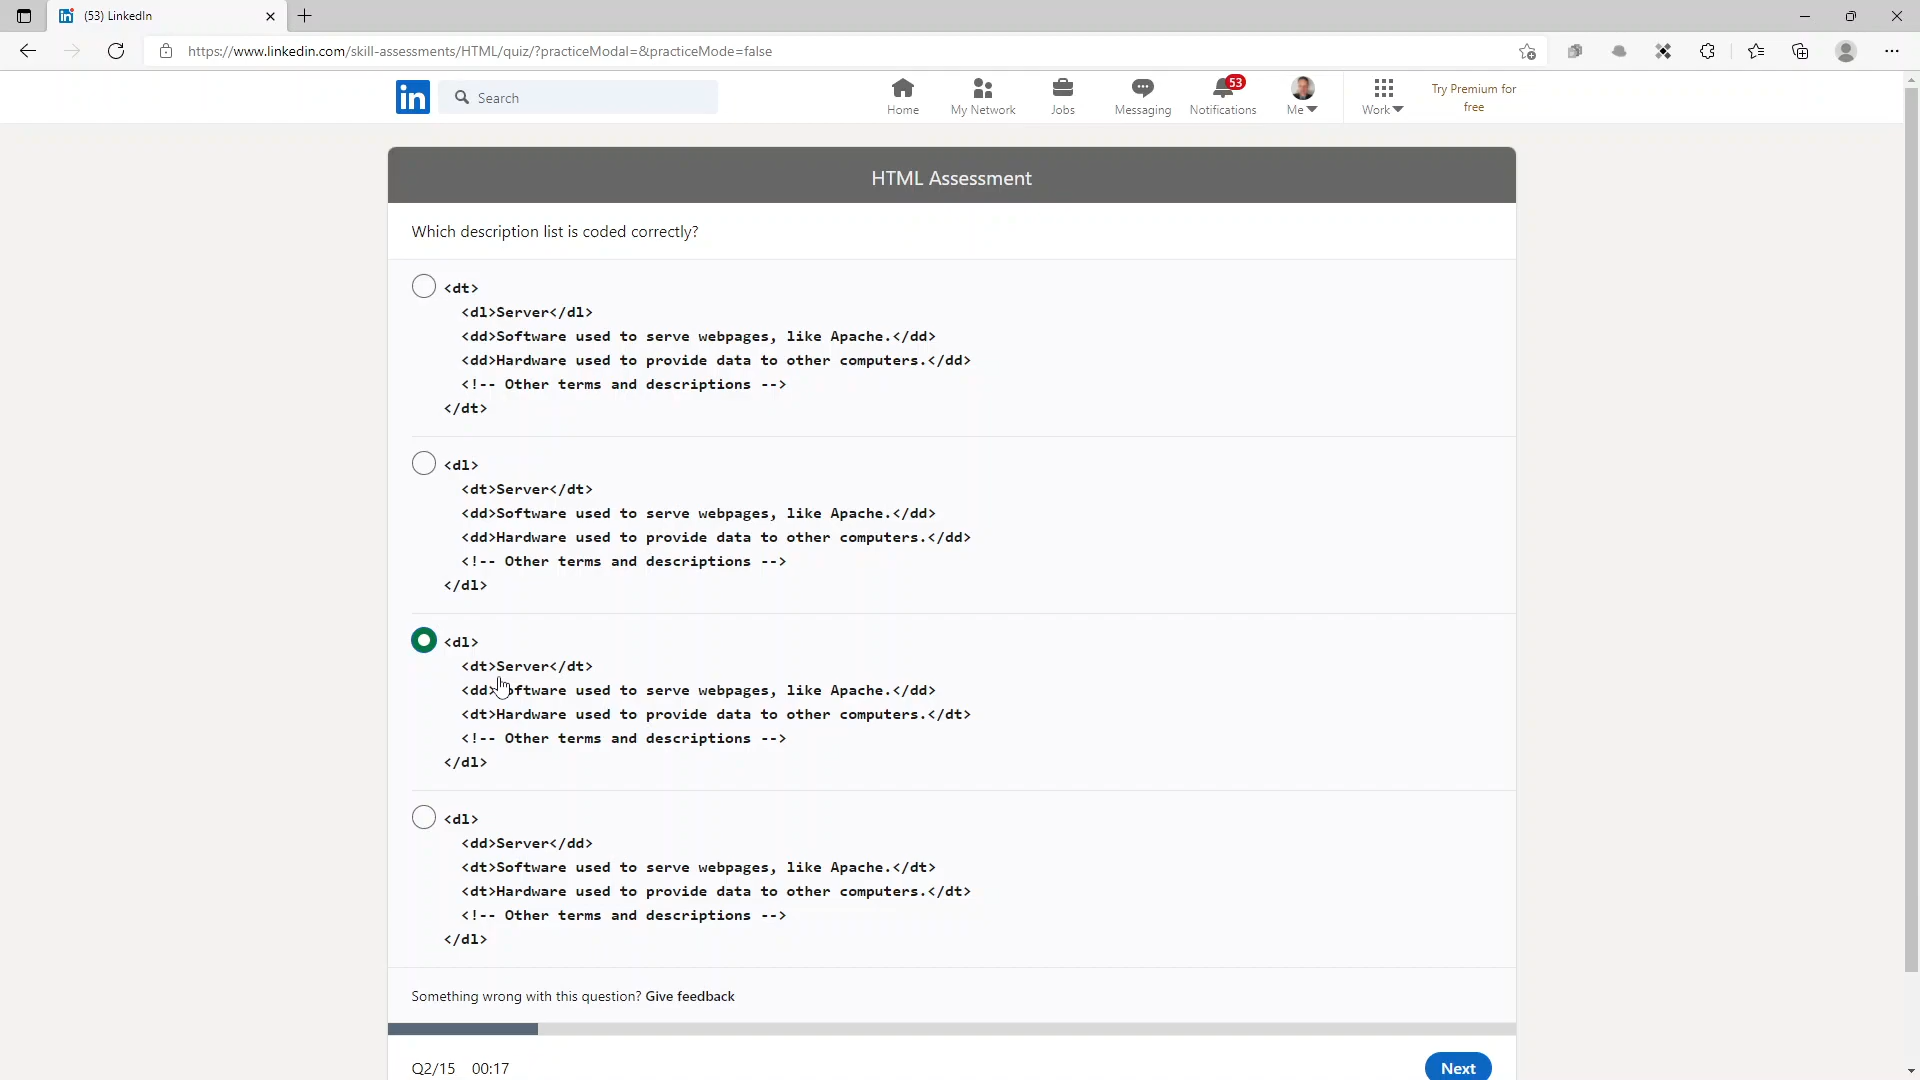 (53) LinkedIn
https://www.linkedin.com/skill-assessments/HTML/quiz/?practiceModal=&practiceMode=false
in
Search
Home
My Network
Jobs
Messaging
53
Notifications
Me
Work
Try Premium for
free
HTML Assessment
Which description list is coded correctly?
<dt>
<dl>Server</dl>
<dd>Software used to serve webpages, like Apache.</dd>
<dd>Hardware used to provide data to other computers.</dd>
<!-- Other terms and descriptions -->
</dt>
<dl>
<dt>Server</dt>
<dd>Software used to serve webpages, like Apache.</dd>
<dd>Hardware used to provide data to other computers.</dd>
<!-- Other terms and descriptions -->
</dl>
<dl>
<dt>Server</dt>
<dd>Software used to serve webpages, like Apache.</dd>
<dt>Hardware used to provide data to other computers.</dt>
<!-- Other terms and descriptions -->
</dl>
<dl>
<dd>Server</dd>
<dt>Software used to serve webpages, like Apache.</dt>
<dt>Hardware used to provide data to other computers.</dt>
<!-- Other terms and descriptions -->
</dl>
Something wrong with this question? Give feedback
Q2/15 00:17
Next